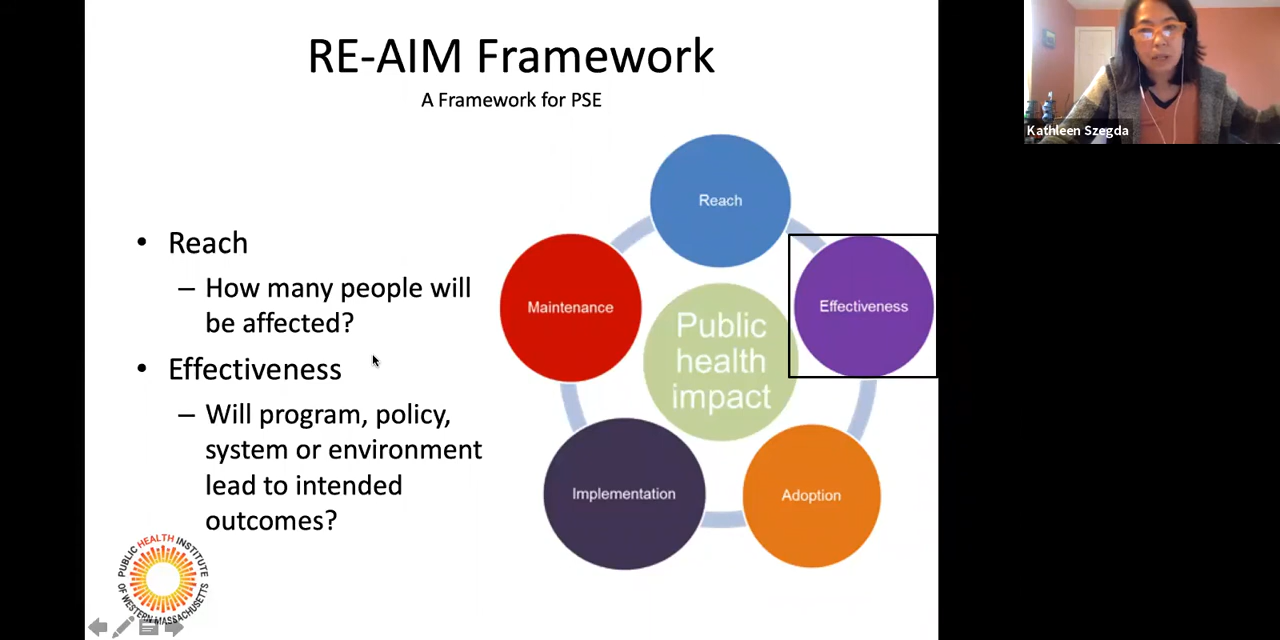 RE-AIM Framework
A Framework for PSE
Kathleen Szegda
• Reach
– How many people will
be affected?
• Effectiveness
– Will program, policy,
system or environment
lead to intended
outcomes?
Reach
Effectiveness
Adoption
Implementation
Maintenance
Public
health
impact
PUBLIC HEALTH INSTITUTE
OF WESTERN MASSACHUSETTS